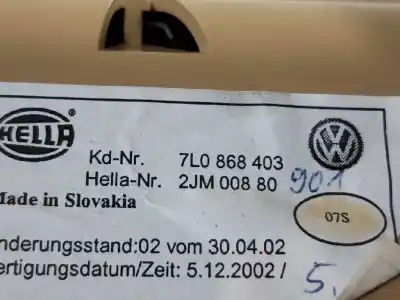 HELLA
Kd-Nr. 7L0 868 403
Hella-Nr. 2JM 008 80 901
Made in Slovakia
07S
nderungsstand:02 vom 30.04.02
ertigungsdatum/Zeit: 5.12.2002 / 5.